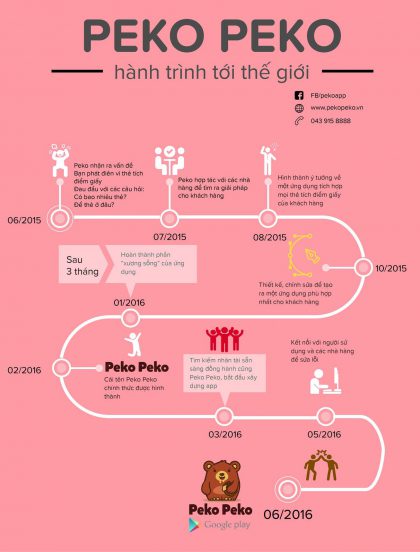 PEKO PEKO
hành trình tới thế giới
FB/pekoapp
www.pekopeko.vn
043 915 8888
Peko nhận ra vấn đề
Bạn phát điên vì thẻ tích
điểm giấy
Đau đầu với các câu hỏi:
Có bao nhiêu thẻ?
Để thẻ ở đâu?
Peko hợp tác với các nhà
hàng để tìm ra giải pháp
cho khách hàng
Hình thành ý tưởng về
một ứng dụng tích hợp
mọi thẻ tích điểm giấy
của khách hàng
06/2015
07/2015
08/2015
10/2015
Sau
3 tháng
Hoàn thành phần
"xương sống" của ứng
dụng
Thiết kế, chỉnh sửa để tạo
ra một ứng dụng phù hợp
nhất cho khách hàng
01/2016
02/2016
Peko Peko
Cái tên Peko Peko
chính thức được hình
thành
Tìm kiếm nhân tài sẵn
sàng đồng hành cùng
Peko Peko, bắt đầu xây
dựng app
Kết nối với người sử
dụng và các nhà hàng
để sửa lỗi
03/2016
05/2016
Peko Peko
Google play
06/2016